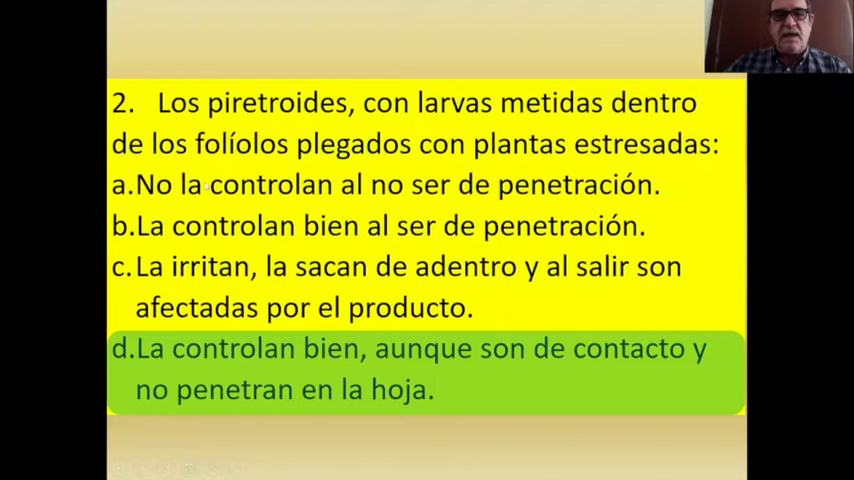 2. Los piretroides, con larvas metidas dentro
de los folíolos plegados con plantas estresadas:
a.No la controlan al no ser de penetración.
b.La controlan bien al ser de penetración.
c.La irritan, la sacan de adentro y al salir son
afectadas por el producto.
d.La controlan bien, aunque son de contacto y
no penetran en la hoja.